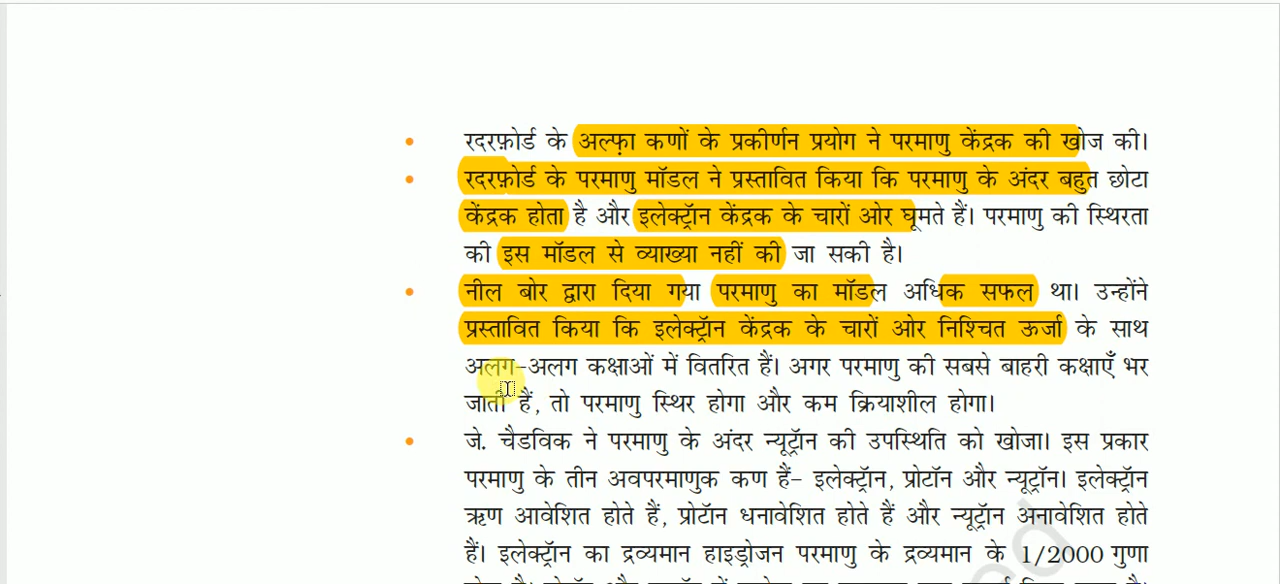 रदरफ़ोर्ड के अल्फ़ा कणों के प्रकीर्णन प्रयोग ने परमाणु केंद्रक की खोज की।
रदरफ़ोर्ड के परमाणु मॉडल ने प्रस्तावित किया कि परमाणु के अंदर बहुत छोटा
केंद्रक होता है और इलेक्ट्रॉन केंद्रक के चारों ओर घूमते हैं। परमाणु की स्थिरता
की इस मॉडल से व्याख्या नहीं की जा सकी है।
नील बोर द्वारा दिया गया परमाणु का मॉडल अधिक सफल था। उन्होंने
प्रस्तावित किया कि इलेक्ट्रॉन केंद्रक के चारों ओर निश्चित ऊर्जा के साथ
अलग-अलग कक्षाओं में वितरित हैं। अगर परमाणु की सबसे बाहरी कक्षाएँ भर
जाती हैं, तो परमाणु स्थिर होगा और कम क्रियाशील होगा।
जे. चैडविक ने परमाणु के अंदर न्यूट्रॉन की उपस्थिति को खोजा। इस प्रकार
परमाणु के तीन अवपरमाणुक कण हैं- इलेक्ट्रॉन, प्रोटॉन और न्यूट्रॉन। इलेक्ट्रॉन
ऋण आवेशित होते हैं, प्रोटॉन धनावेशित होते हैं और न्यूट्रॉन अनावेशित होते
हैं। इलेक्ट्रॉन का द्रव्यमान हाइड्रोजन परमाणु के द्रव्यमान के 1/2000 गुणा